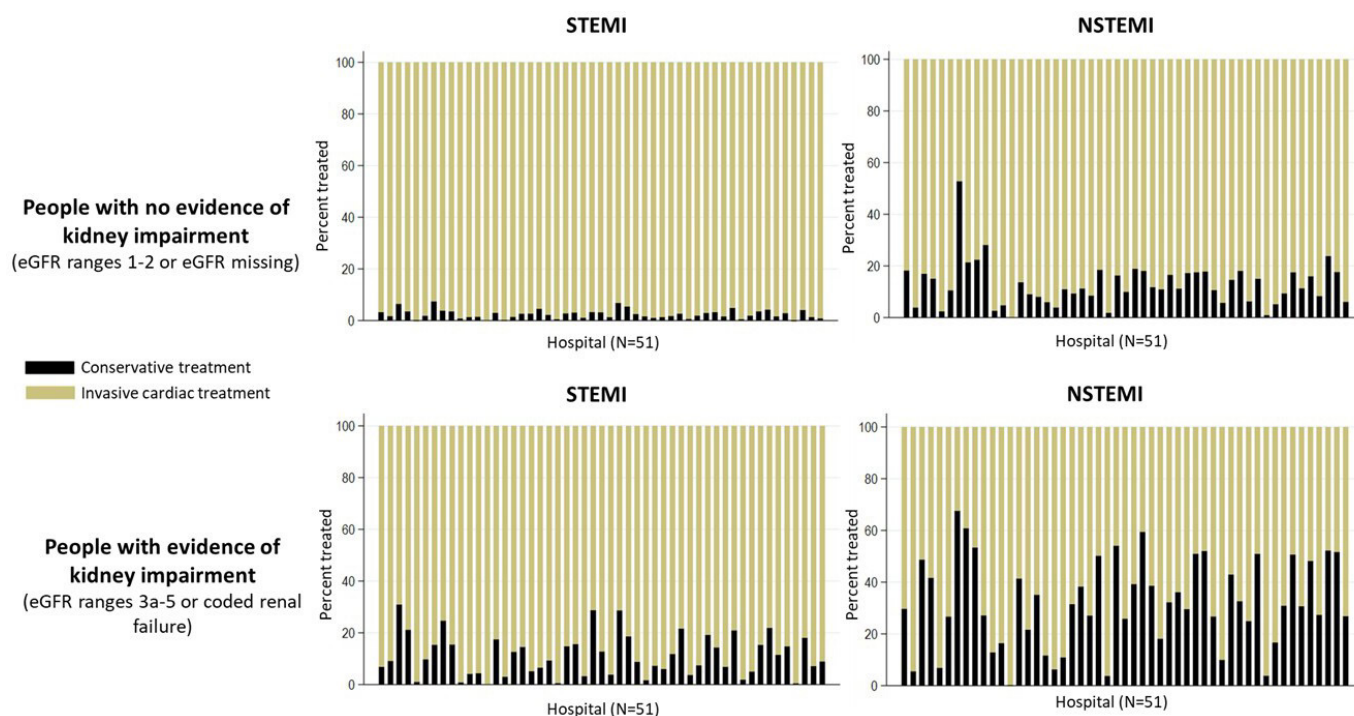 STEMI
NSTEMI
People with no evidence of
kidney impairment
(eGFR ranges 1-2 or eGFR missing)
Percent treated
100
80
60
40
20
0
Hospital (N=51)
Percent treated
100
80
60
40
20
0
Hospital (N=51)
Conservative treatment
Invasive cardiac treatment
STEMI
NSTEMI
People with evidence of
kidney impairment
(eGFR ranges 3a-5 or coded renal
failure)
Percent treated
100
80
60
40
20
0
Hospital (N=51)
Percent treated
100
80
60
40
20
0
Hospital (N=51)